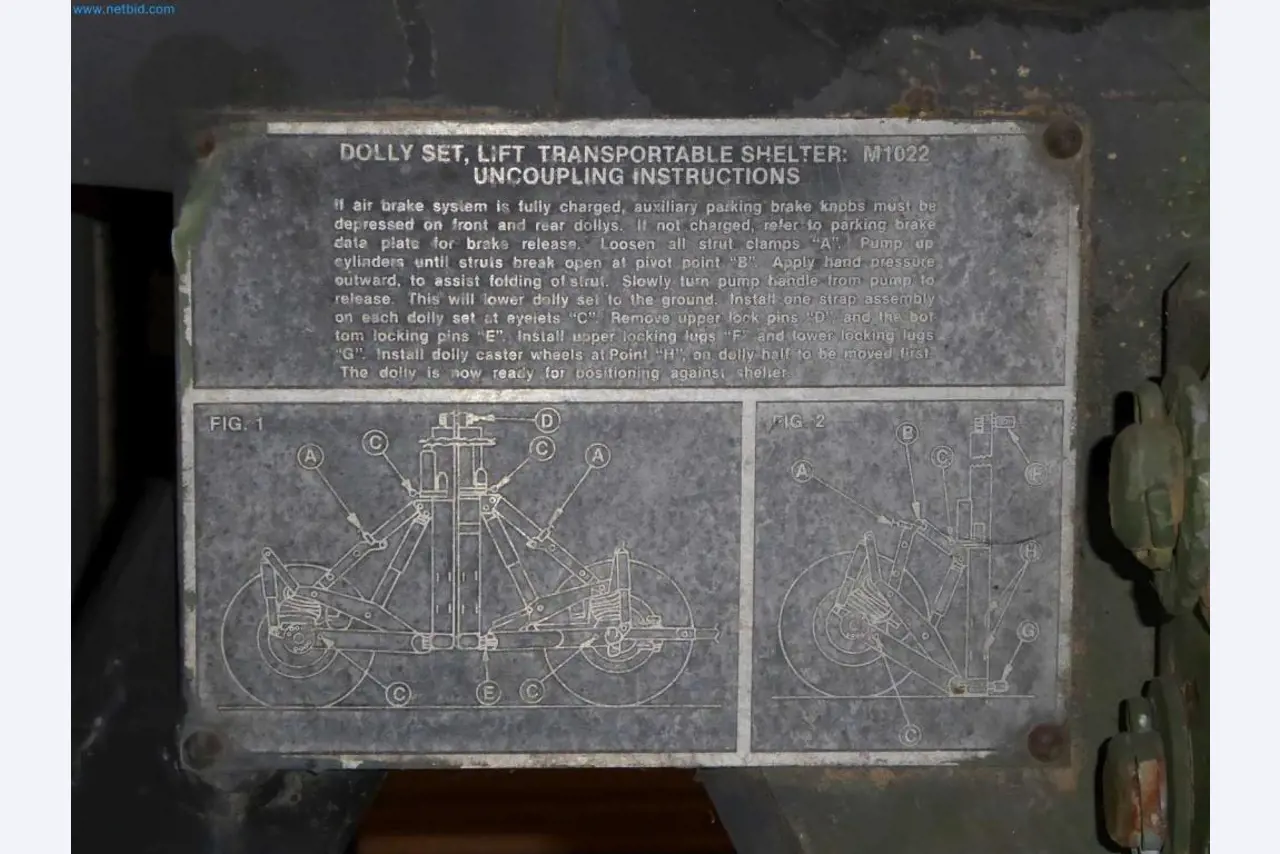 www.netbid.com
DOLLY SET, LIFT TRANSPORTABLE SHELTER: M1022
UNCOUPLING INSTRUCTIONS
If air brake system is fully charged, auxiliary parking brake knobs must be
depressed on front and rear dollys. If not charged, refer to parking brake
data plate for brake release. Loosen all strut clamps "A". Pump up
cylinders until struts break open at pivot point "B". Apply hand pressure
outward, to assist folding of strut. Slowly turn pump handle from pump to
release. This will lower dolly set to the ground. Install one strap assembly
on each dolly set at eyelets "C". Remove upper lock pins "D" and the bot
tom locking pins "E". Install upper locking lugs "F" and lower locking lugs
"G". Install dolly caster wheels at Point "H", on dolly half to be moved first.
The dolly is now ready for positioning against shelter.
FIG. 1
D
C
C
A
A
C
E
C
FIG. 2
B
C
A
F
H
G
C